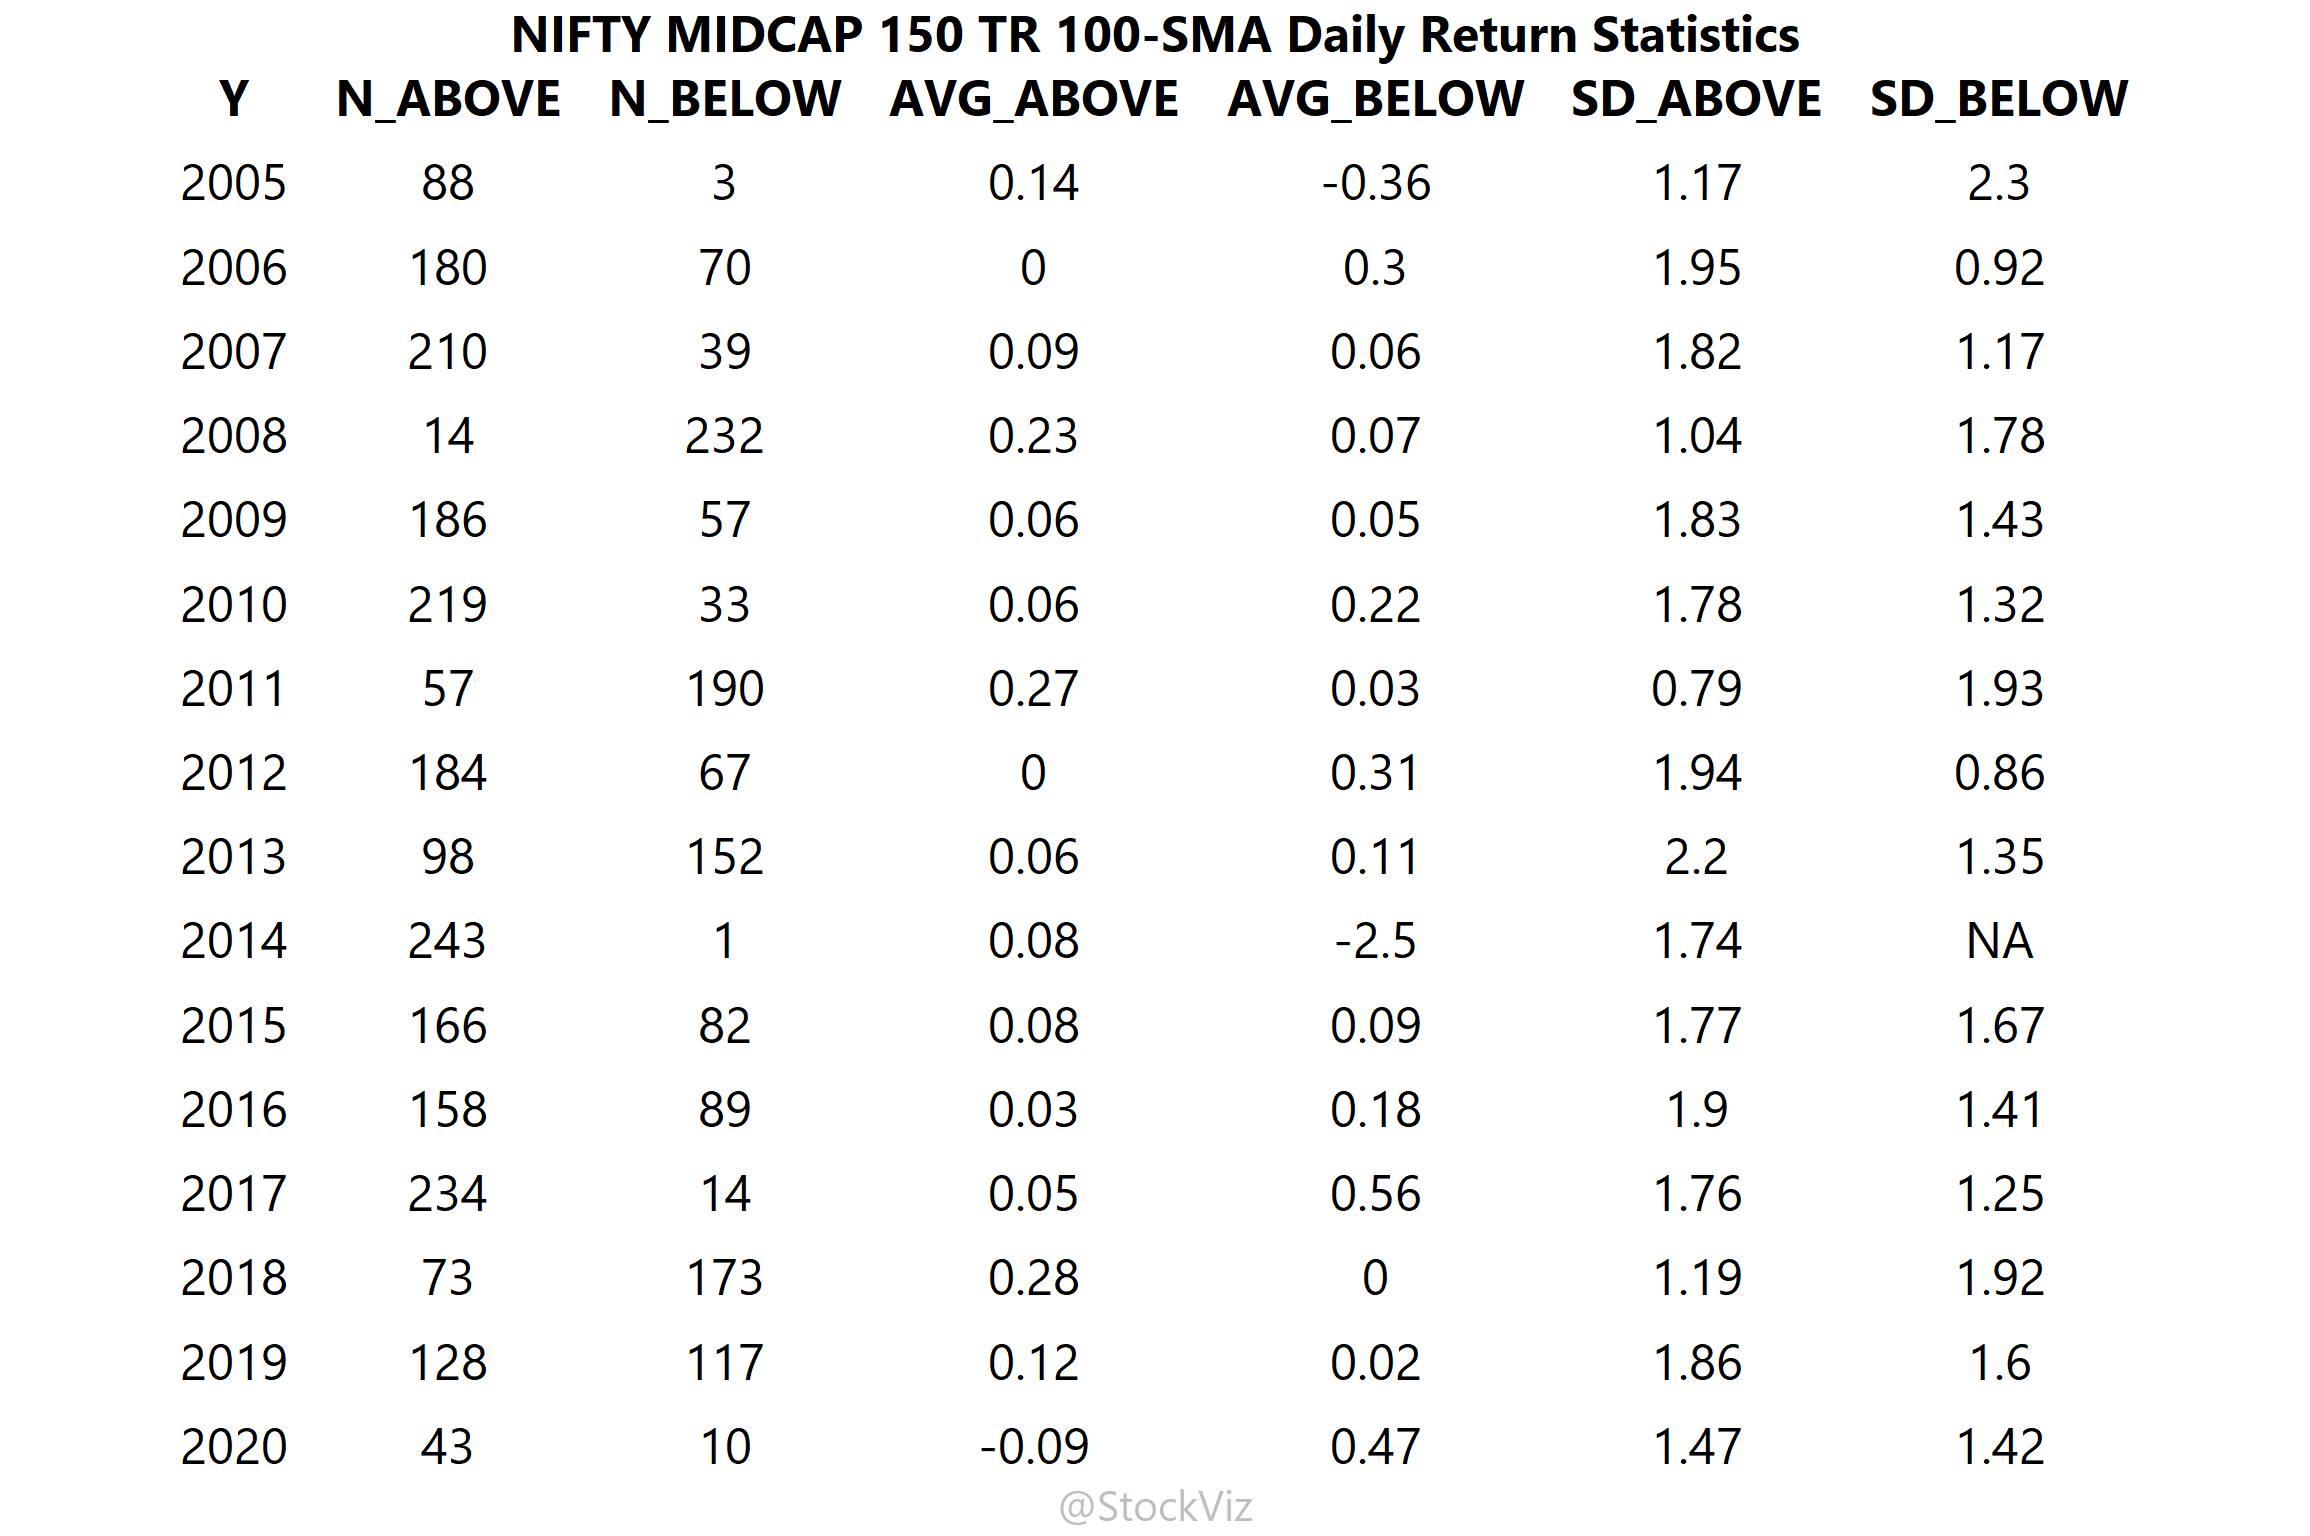 NIFTY MIDCAP 150 TR 100-SMA Daily Return Statistics
Y N_ABOVE N_BELOW AVG_ABOVE AVG_BELOW SD_ABOVE SD_BELOW
2005 88 3 0.14 -0.36 1.17 2.3
2006 180 70 0 0.3 1.95 0.92
2007 210 39 0.09 0.06 1.82 1.17
2008 14 232 0.23 0.07 1.04 1.78
2009 186 57 0.06 0.05 1.83 1.43
2010 219 33 0.06 0.22 1.78 1.32
2011 57 190 0.27 0.03 0.79 1.93
2012 184 67 0 0.31 1.94 0.86
2013 98 152 0.06 0.11 2.2 1.35
2014 243 1 0.08 -2.5 1.74 NA
2015 166 82 0.08 0.09 1.77 1.67
2016 158 89 0.03 0.18 1.9 1.41
2017 234 14 0.05 0.56 1.76 1.25
2018 73 173 0.28 0 1.19 1.92
2019 128 117 0.12 0.02 1.86 1.6
2020 43 10 -0.09 0.47 1.47 1.42
@StockViz